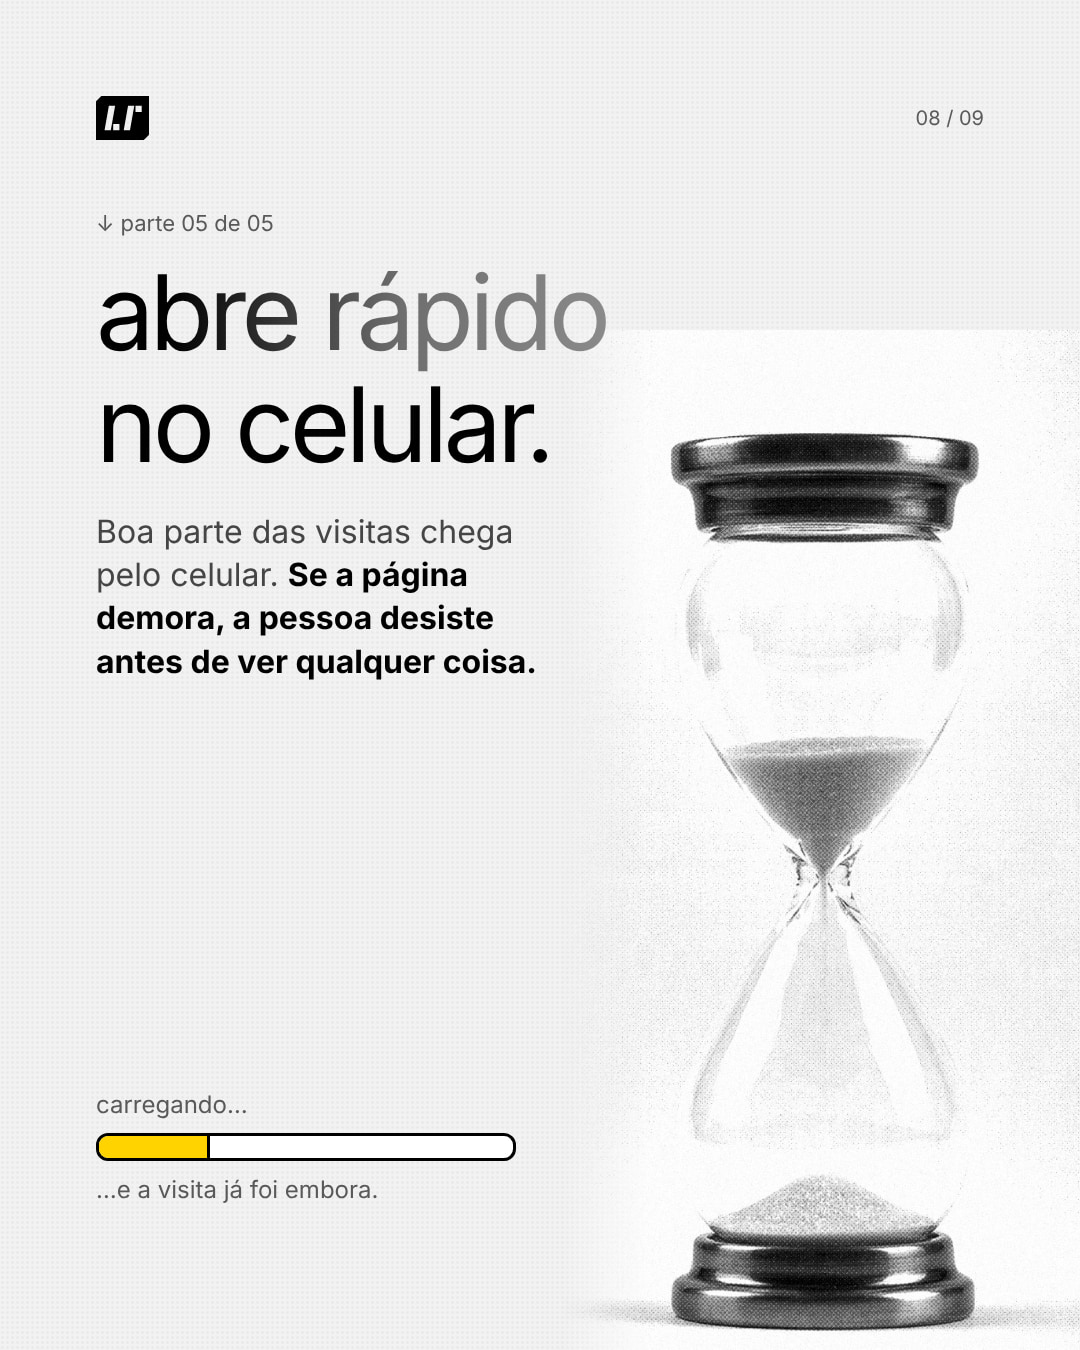 08 / 09
↓ parte 05 de 05
abre rápido
no celular.
Boa parte das visitas chega
pelo celular. Se a página
demora, a pessoa desiste
antes de ver qualquer coisa.
carregando...
...e a visita já foi embora.